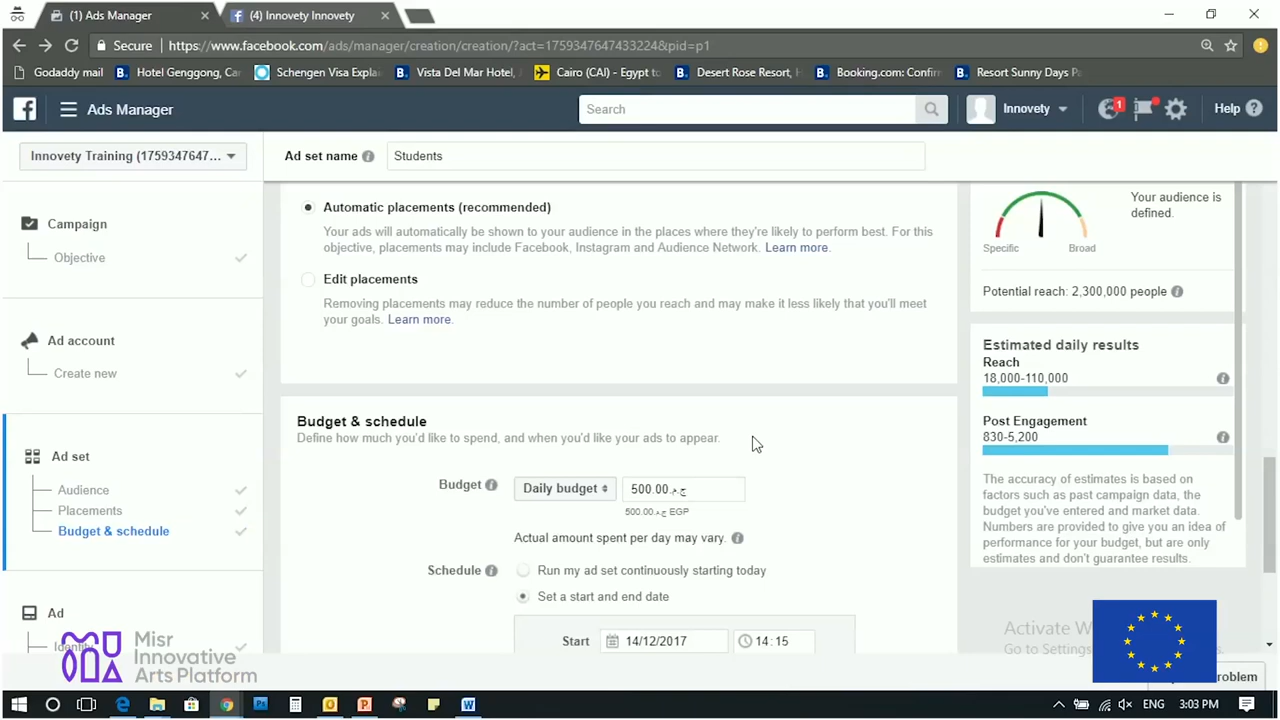 (1) Ads Manager
(4) Innovety Innovety
Secure
https://www.facebook.com/ads/manager/creation/creation/?act=1759347647433224&pid=p1
Godaddy mail
Hotel Genggong, Car
Schengen Visa Explai
Vista Del Mar Hotel, J
Cairo (CAI) - Egypt to
Desert Rose Resort, H
Booking.com: Confirm
Resort Sunny Days Pa
Ads Manager
Search
Innovety
1
Help
Innovety Training (1759347647...
Ad set name
Students
Campaign
Objective
Ad account
Create new
Ad set
Audience
Placements
Budget & schedule
Ad
Automatic placements (recommended)
Your ads will automatically be shown to your audience in the places where they're likely to perform best. For this
objective, placements may include Facebook, Instagram and Audience Network. Learn more.
Edit placements
Removing placements may reduce the number of people you reach and may make it less likely that you'll meet
your goals. Learn more.
Budget & schedule
Define how much you'd like to spend, and when you'd like your ads to appear.
Budget
Daily budget
ج.م.500.00
ج.م.500.00 EGP
Actual amount spent per day may vary.
Schedule
Run my ad set continuously starting today
Set a start and end date
Start
14/12/2017
14:15
Your audience is
defined.
Specific
Broad
Potential reach: 2,300,000 people
Estimated daily results
Reach
18,000-110,000
Post Engagement
830-5,200
The accuracy of estimates is based on
factors such as past campaign data, the
budget you've entered and market data.
Numbers are provided to give you an idea of
performance for your budget, but are only
estimates and don't guarantee results.
Activate W
Go to Settings
roblem
Misr
Innovative
Arts Platform
ENG
3:03 PM